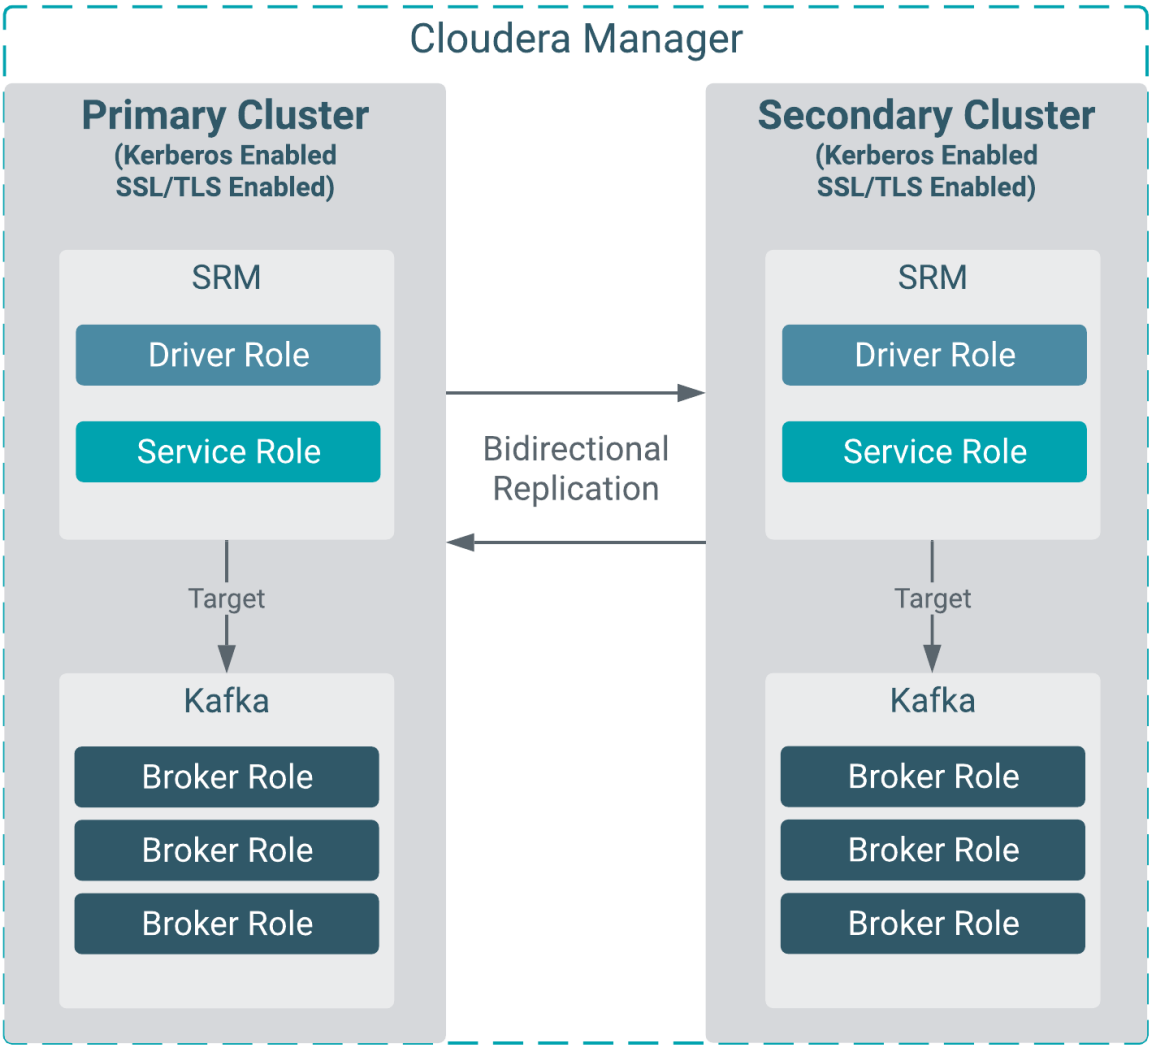 Cloudera Manager
Primary Cluster
(Kerberos Enabled
SSL/TLS Enabled)
SRM
Driver Role
Service Role
Target
Kafka
Broker Role
Broker Role
Broker Role
Bidirectional
Replication
Secondary Cluster
(Kerberos Enabled
SSL/TLS Enabled)
SRM
Driver Role
Service Role
Target
Kafka
Broker Role
Broker Role
Broker Role